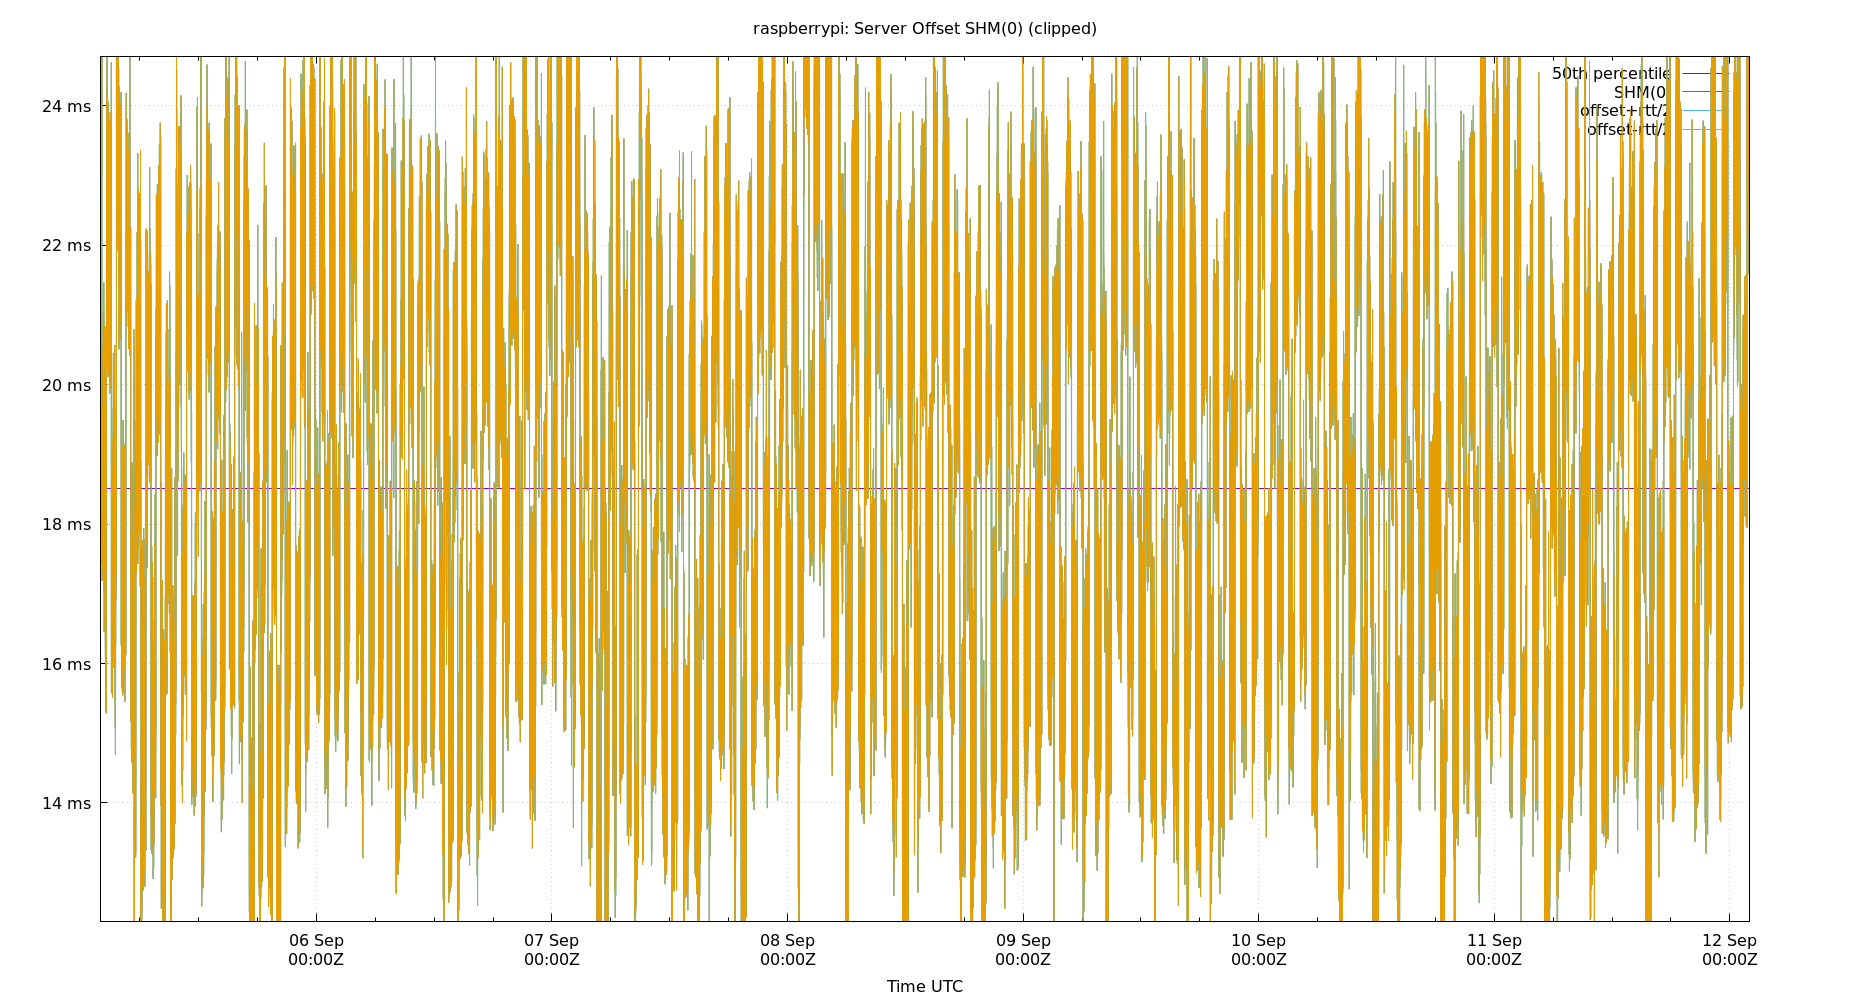 raspberrypi: Server Offset SHM(0) (clipped)
24 ms
22 ms
20 ms
18 ms
16 ms
14 ms
50th percentile
SHM(0)
offset+rtt/2
offset-rtt/2
06 Sep
00:00Z
07 Sep
00:00Z
08 Sep
00:00Z
09 Sep
00:00Z
10 Sep
00:00Z
11 Sep
00:00Z
12 Sep
00:00Z
Time UTC